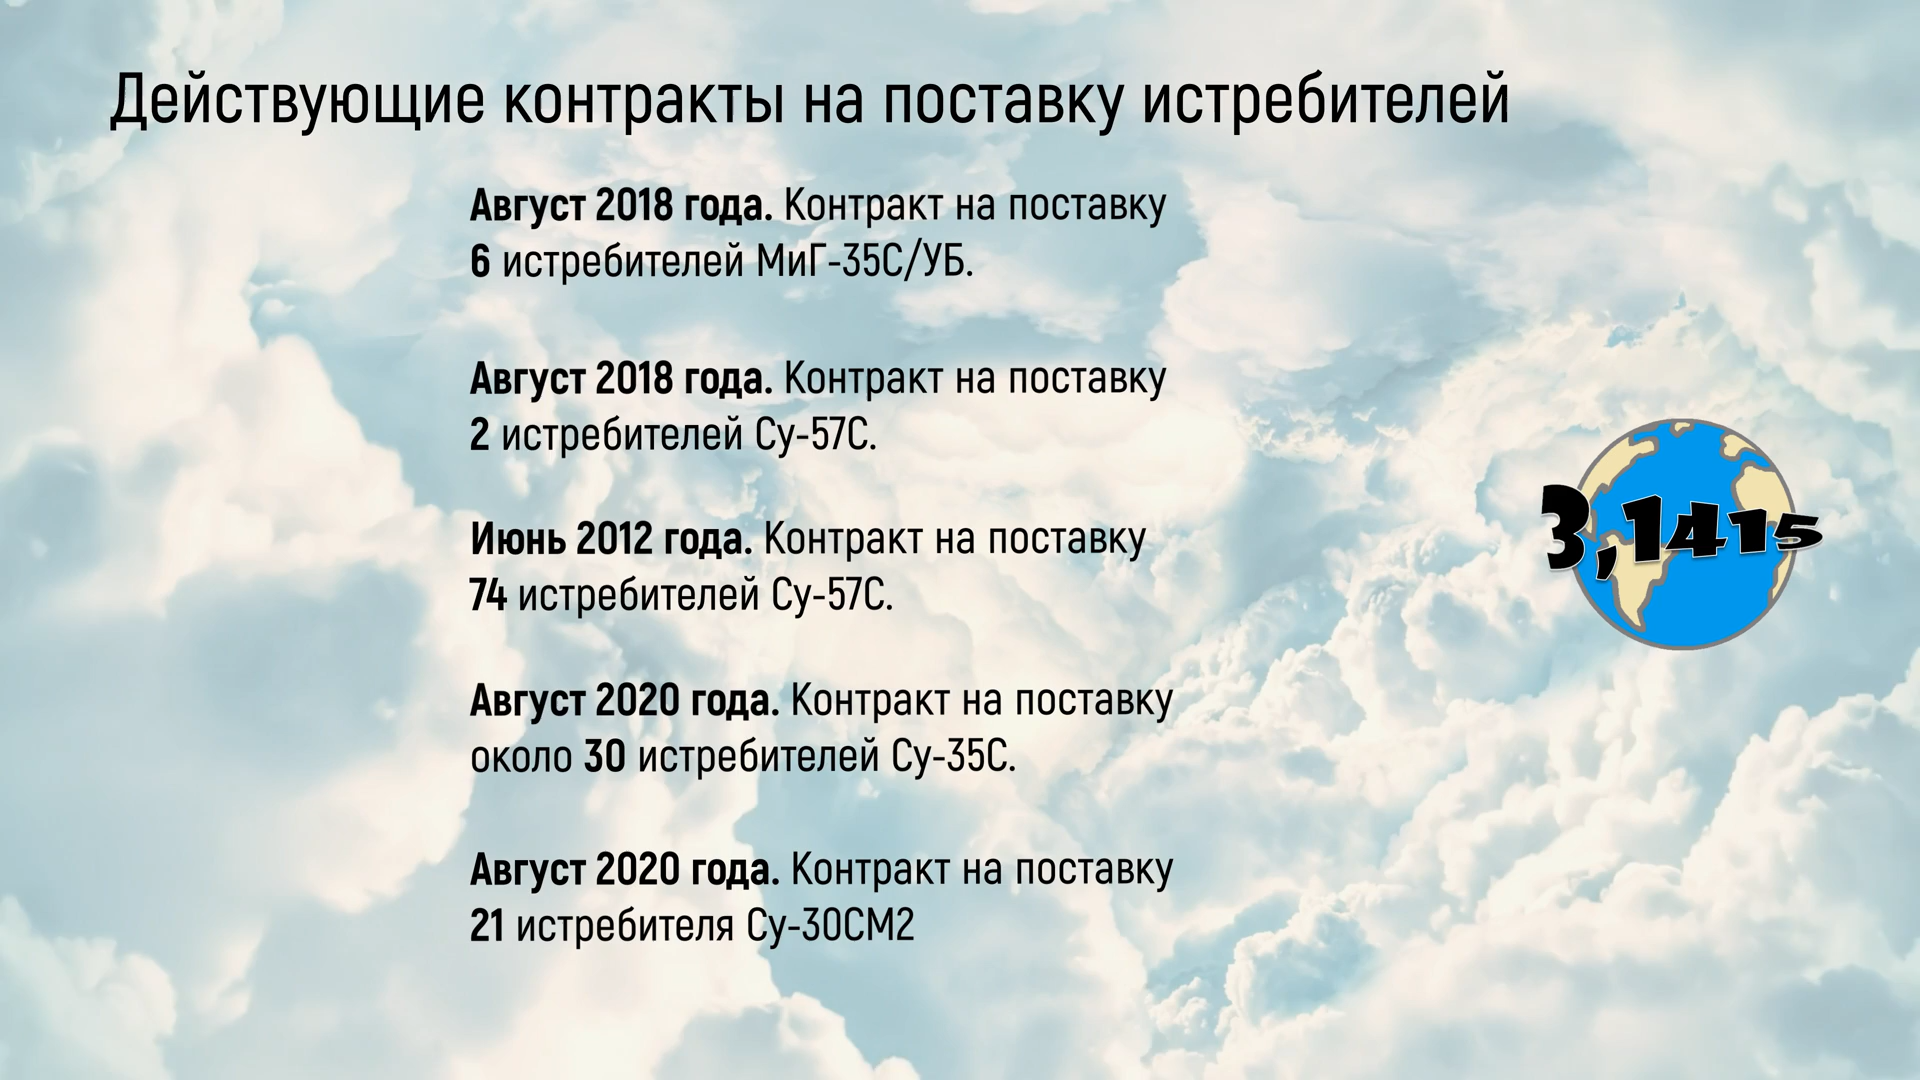 Действующие контракты на поставку истребителей
Август 2018 года. Контракт на поставку
6 истребителей МиГ-35С/УБ.
Август 2018 года. Контракт на поставку
2 истребителей Су-57С.
Июнь 2012 года. Контракт на поставку
74 истребителей Су-57С.
Август 2020 года. Контракт на поставку
около 30 истребителей Су-35С.
Август 2020 года. Контракт на поставку
21 истребителя Су-30СМ2
3,1415